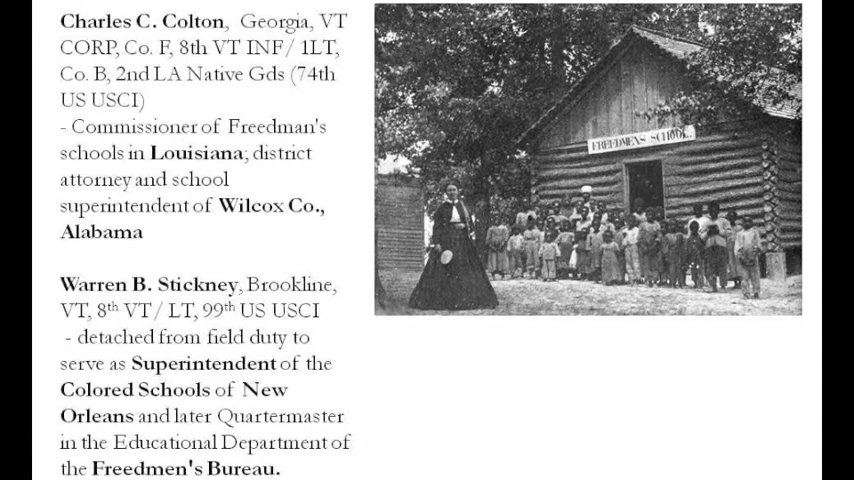 Charles C. Colton, Georgia, VT
CORP, Co. F, 8th VT INF/ 1LT,
Co. B, 2nd LA Native Gds (74th
US USCI)
- Commissioner of Freedman's
schools in Louisiana; district
attorney and school
superintendent of Wilcox Co.,
Alabama
Warren B. Stickney, Brookline,
VT, 8th VT/ LT, 99th US USCI
- detached from field duty to
serve as Superintendent of the
Colored Schools of New
Orleans and later Quartermaster
in the Educational Department of
the Freedmen's Bureau.
FREEDMEN'S SCHOOL